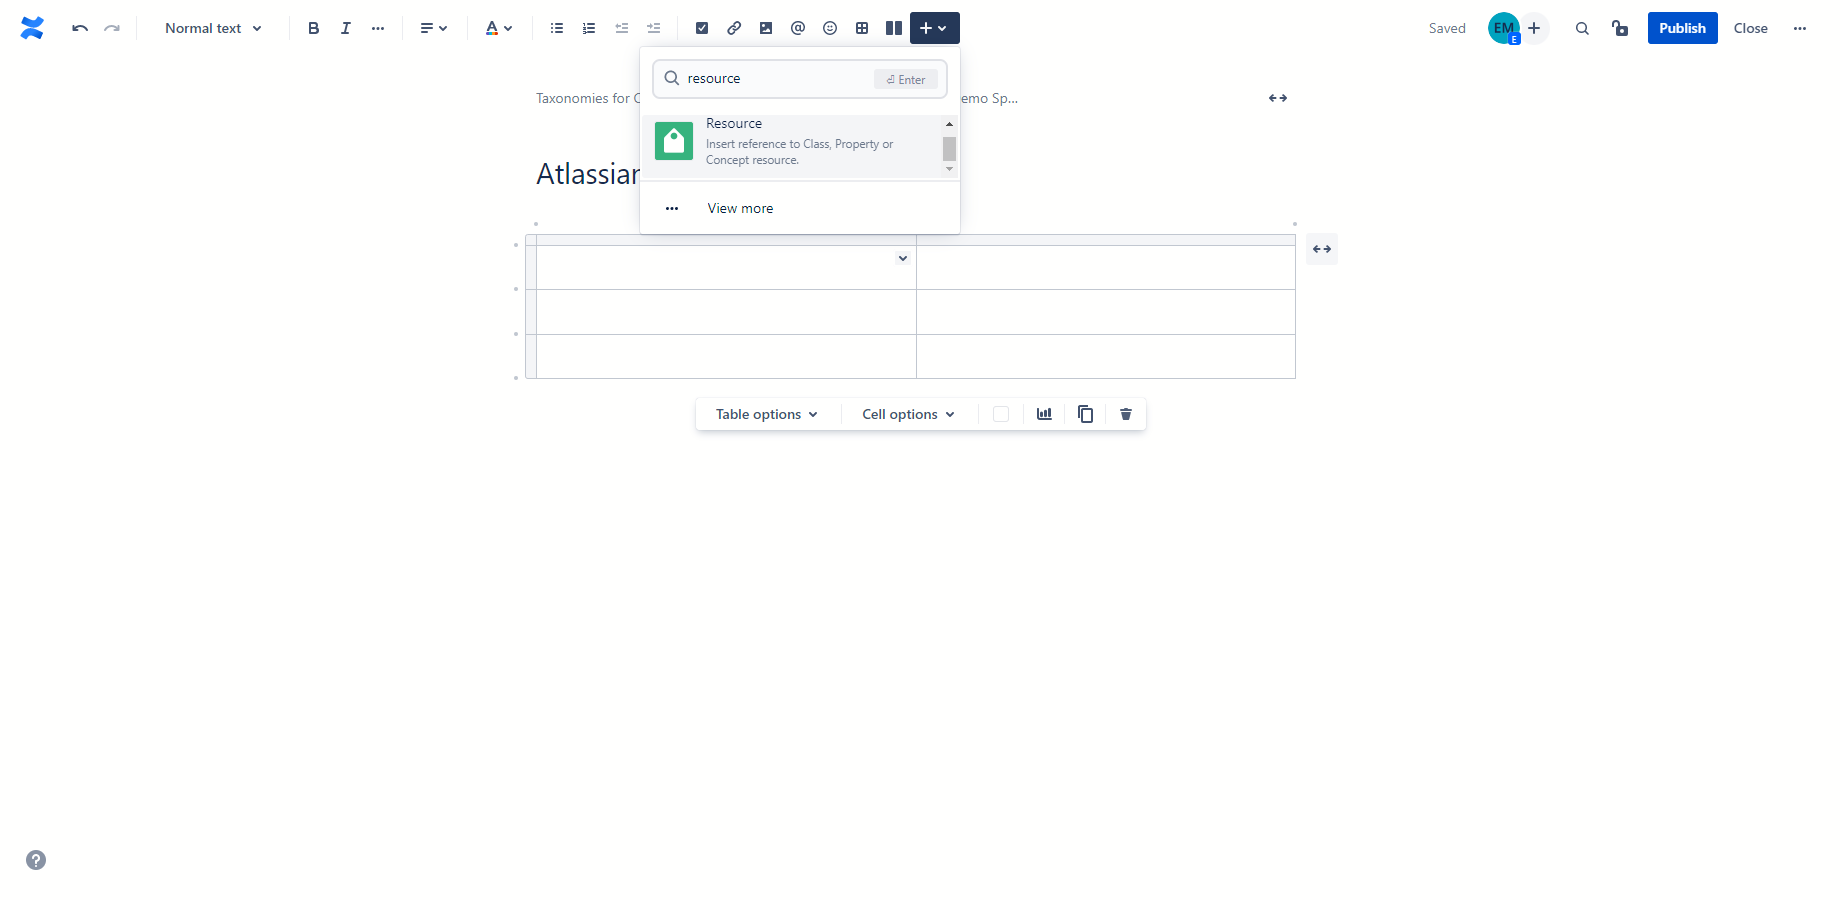 Normal text
B I
A
@
Saved
EM
E
Publish
Close
resource
Enter
Taxonomies for
emo Sp...
Resource
Insert reference to Class, Property or
Concept resource.
Atlassian
View more
Table options
Cell options
?